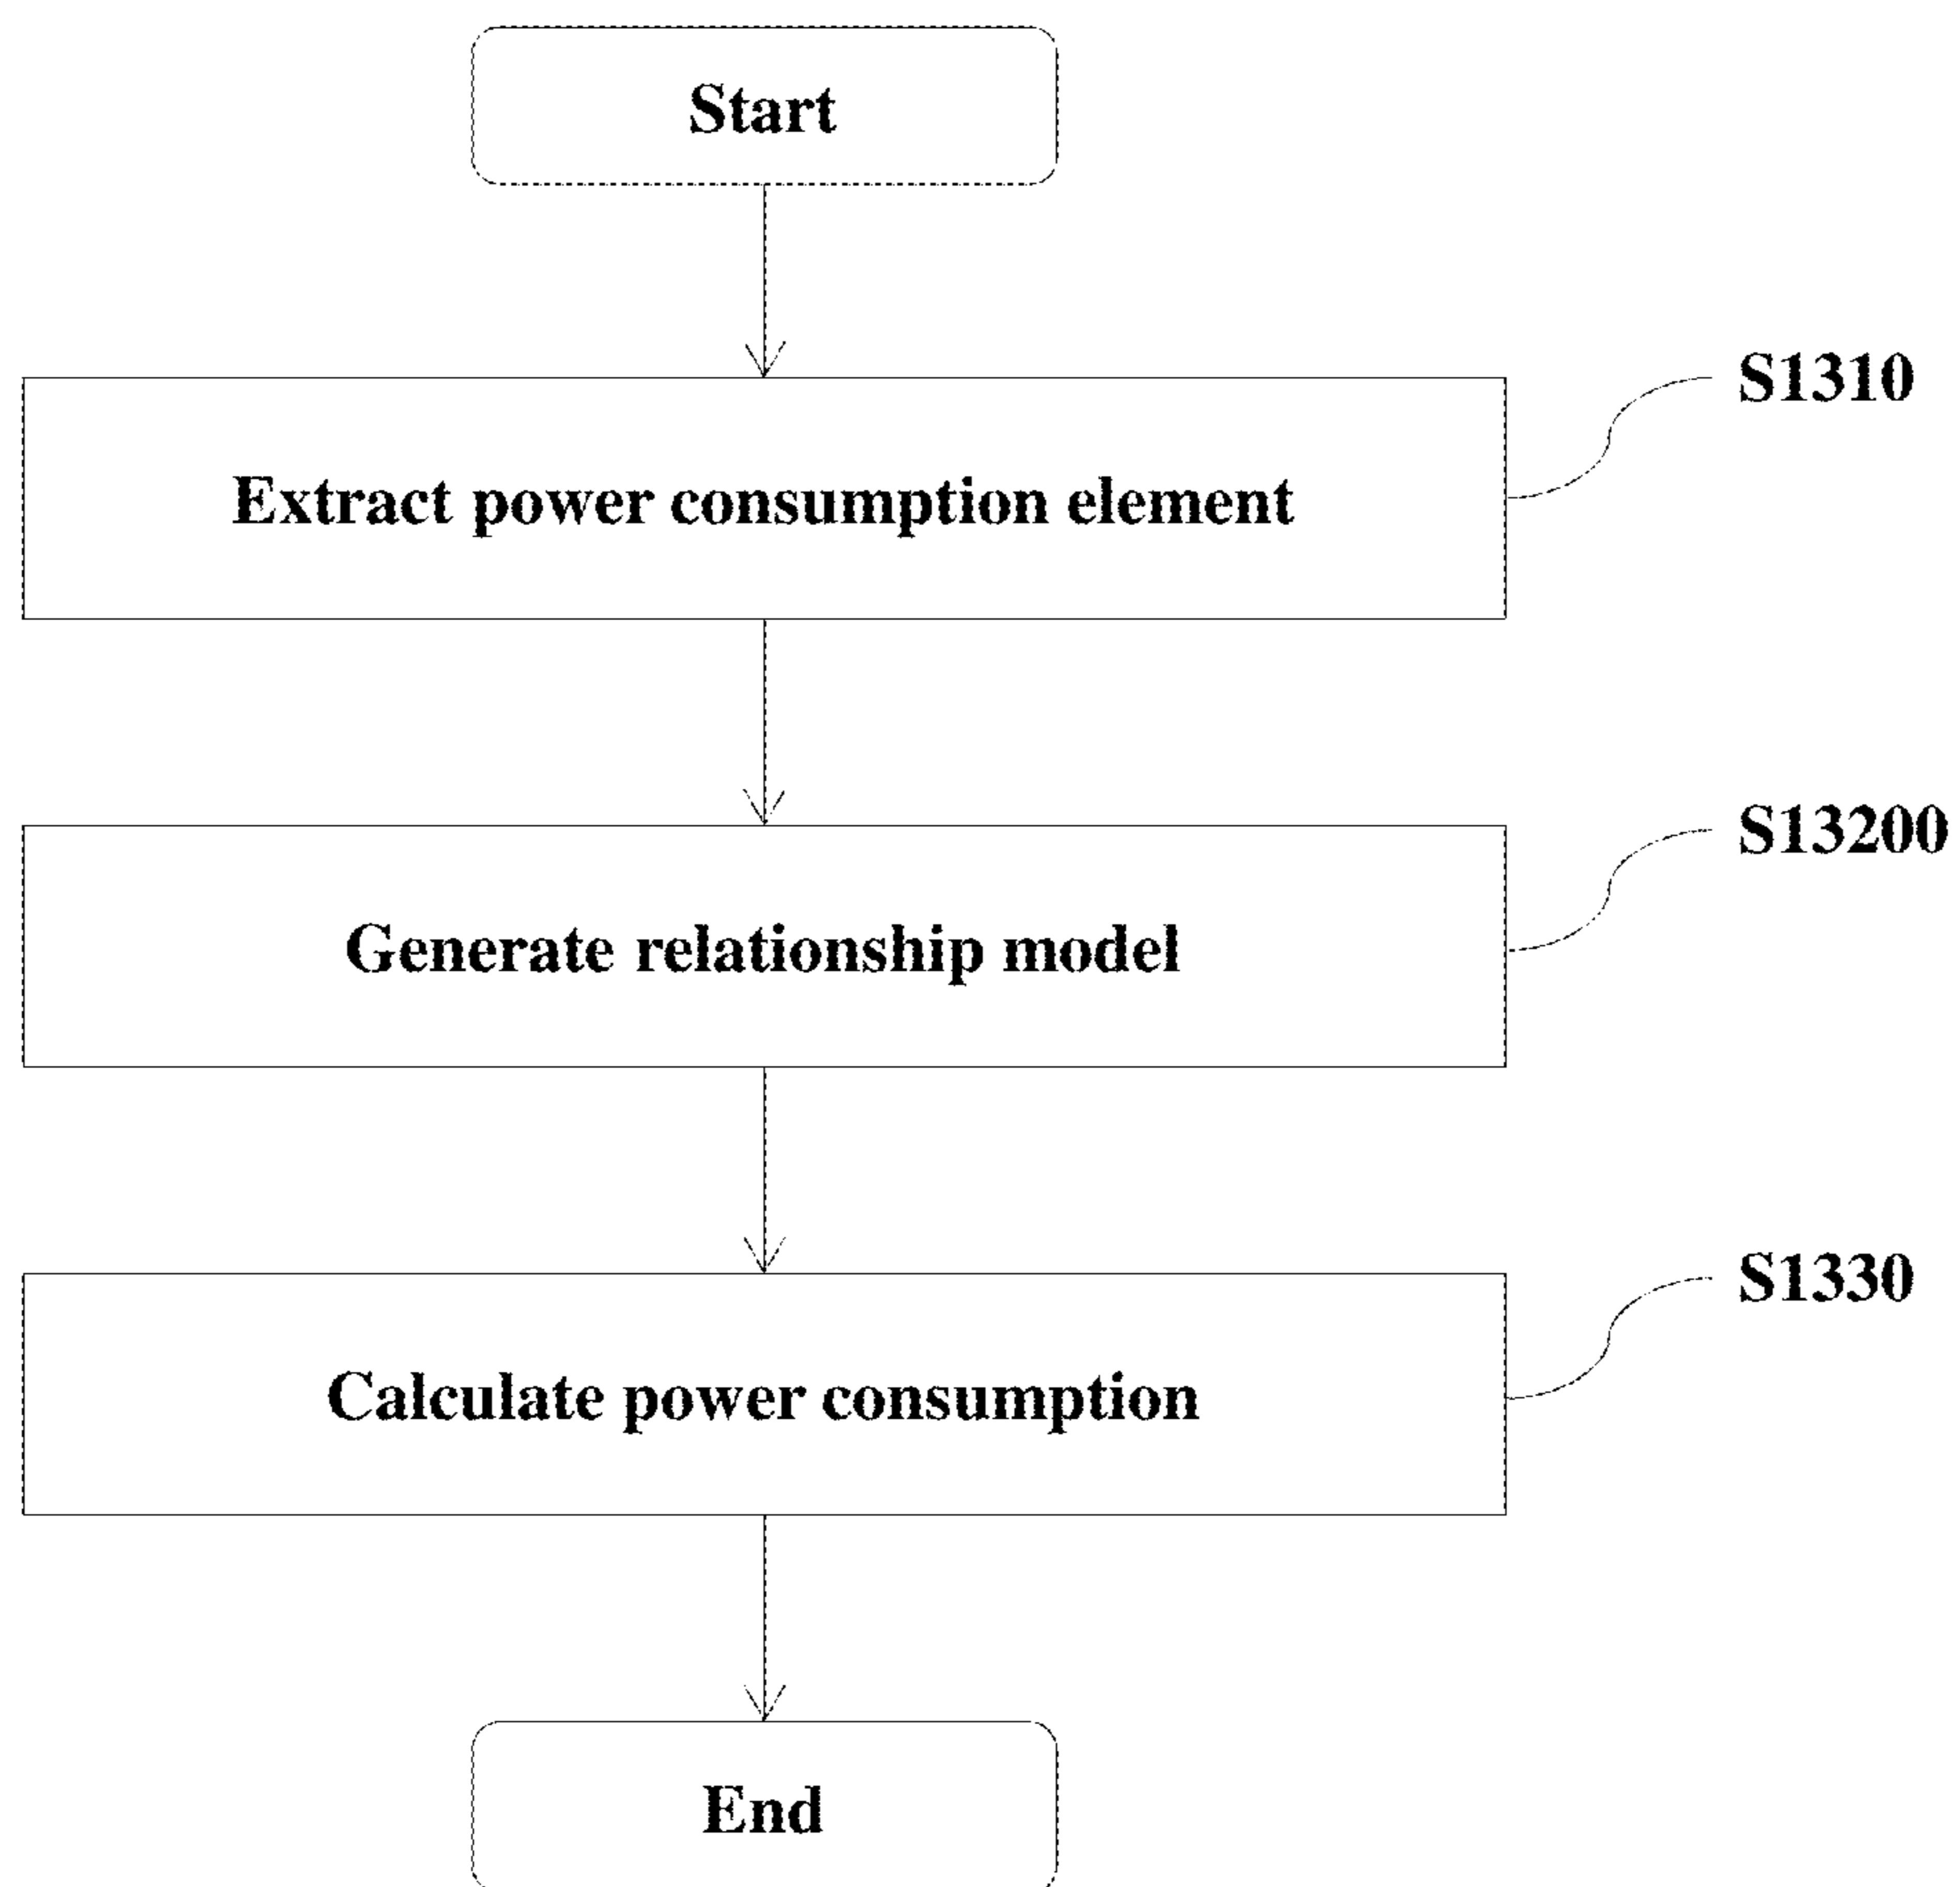 Start
S1310
Extract power consumption element
S13200
Generate relationship model
S1330
Calculate power consumption
End